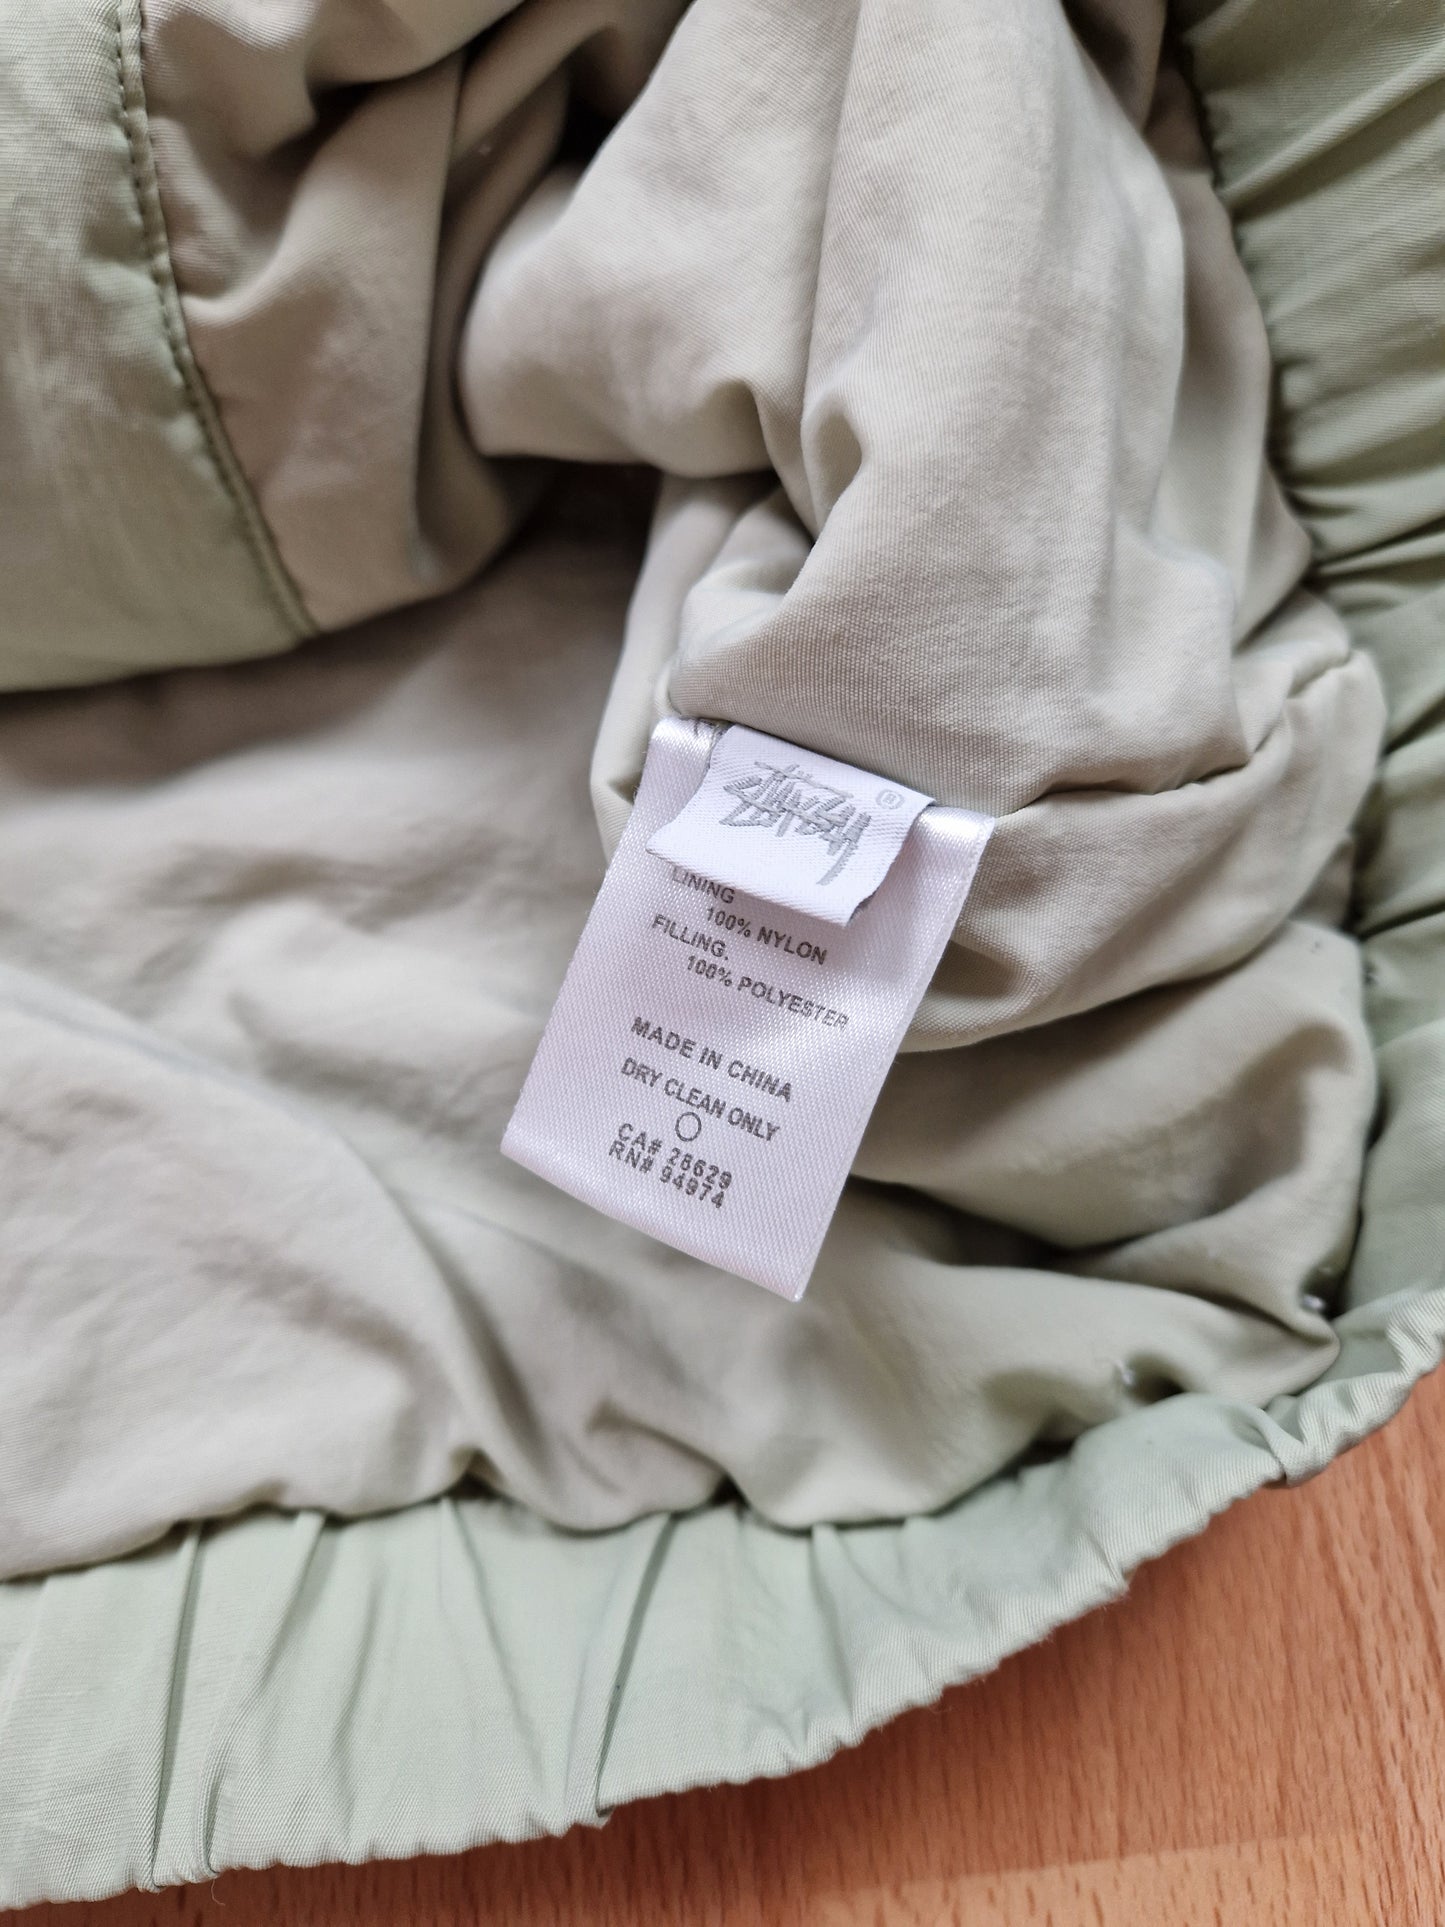 Stüssy ®
LINING
100% NYLON
FILLING.
100% POLYESTER
MADE IN CHINA
DRY CLEAN ONLY
CA# 28629
RN# 94974